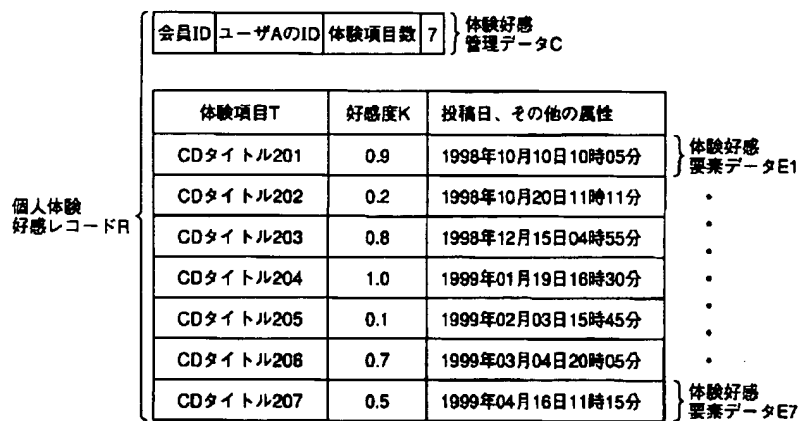 会員ID ユーザAのID 体験項目数 7 体験好感
管理データC
体験項目T 好感度K 投稿日、その他の属性
CDタイトル201 0.9 1998年10月10日10時05分 体験好感
要素データE1
CDタイトル202 0.2 1998年10月20日11時11分
個人体験
好感レコードR
CDタイトル203 0.8 1998年12月15日04時55分
CDタイトル204 1.0 1999年01月19日16時30分
CDタイトル205 0.1 1999年02月03日15時45分
CDタイトル206 0.7 1999年03月04日20時05分
CDタイトル207 0.5 1999年04月16日11時15分 体験好感
要素データE7